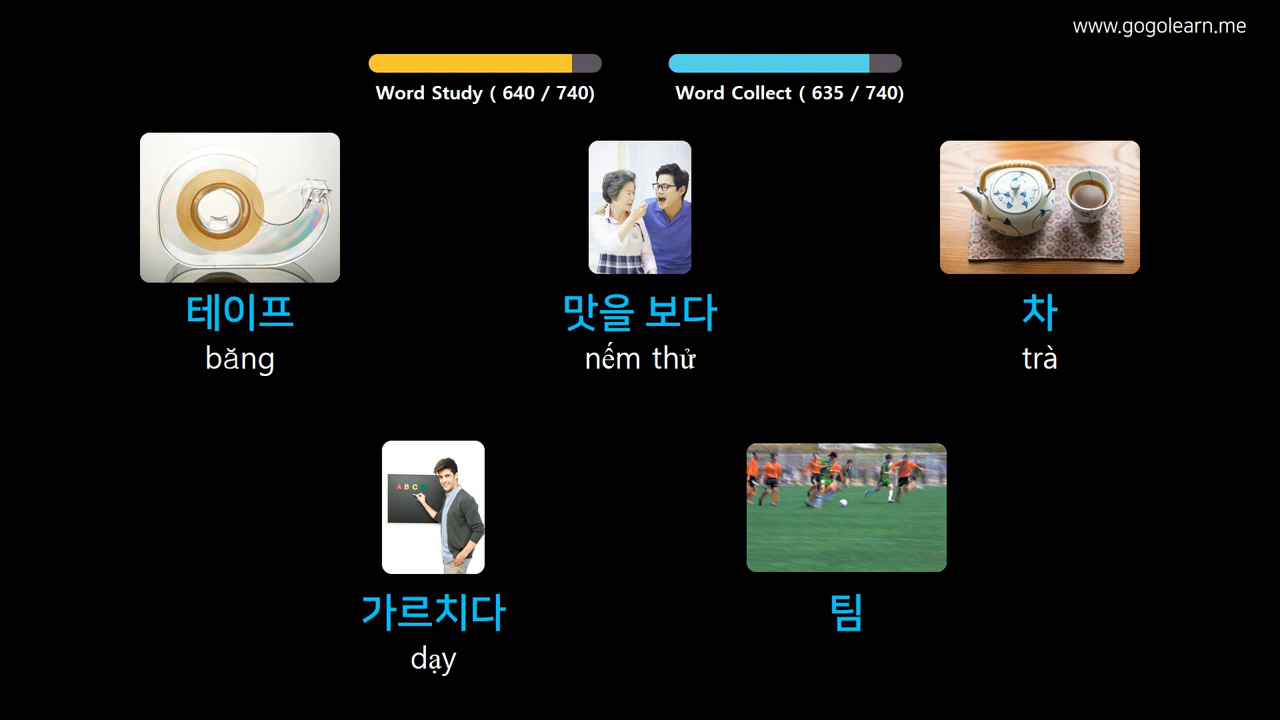 www.gogolearn.me
Word Study ( 640 / 740)
Word Collect ( 635 / 740)
테이프
băng
맛을 보다
nếm thử
차
trà
A B C
가르치다
dạy
팀